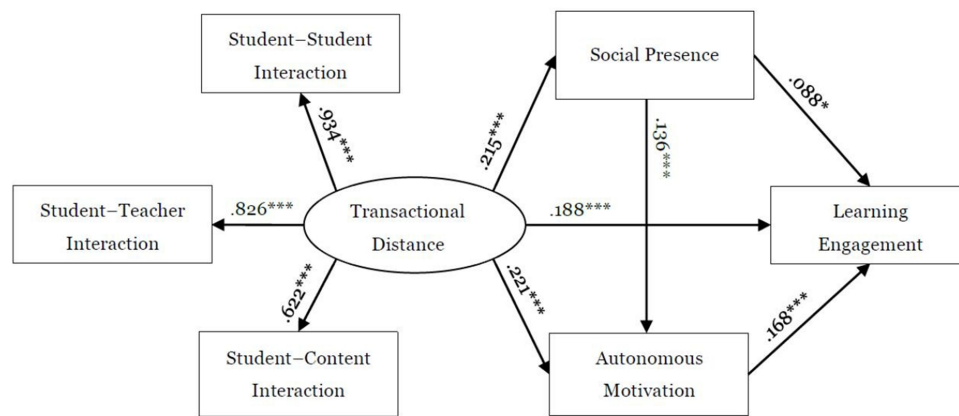 Student–Student
Interaction
Social Presence
.934***
.215***
.136***
.088*
Student–Teacher
Interaction
.826***
Transactional
Distance
.188***
Learning
Engagement
.622***
.221***
.168***
Student–Content
Interaction
Autonomous
Motivation